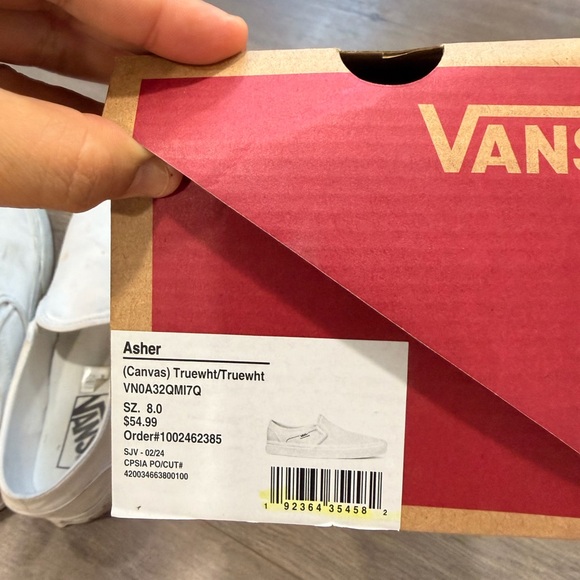 VANS
Asher
(Canvas) Truewht/Truewht
VN0A32QMI7Q
SZ. 8.0
$54.99
Order#1002462385
SJV - 02/24
CPSIA PO/CUT#
420034663800100
1 92364 35458 2
VANS